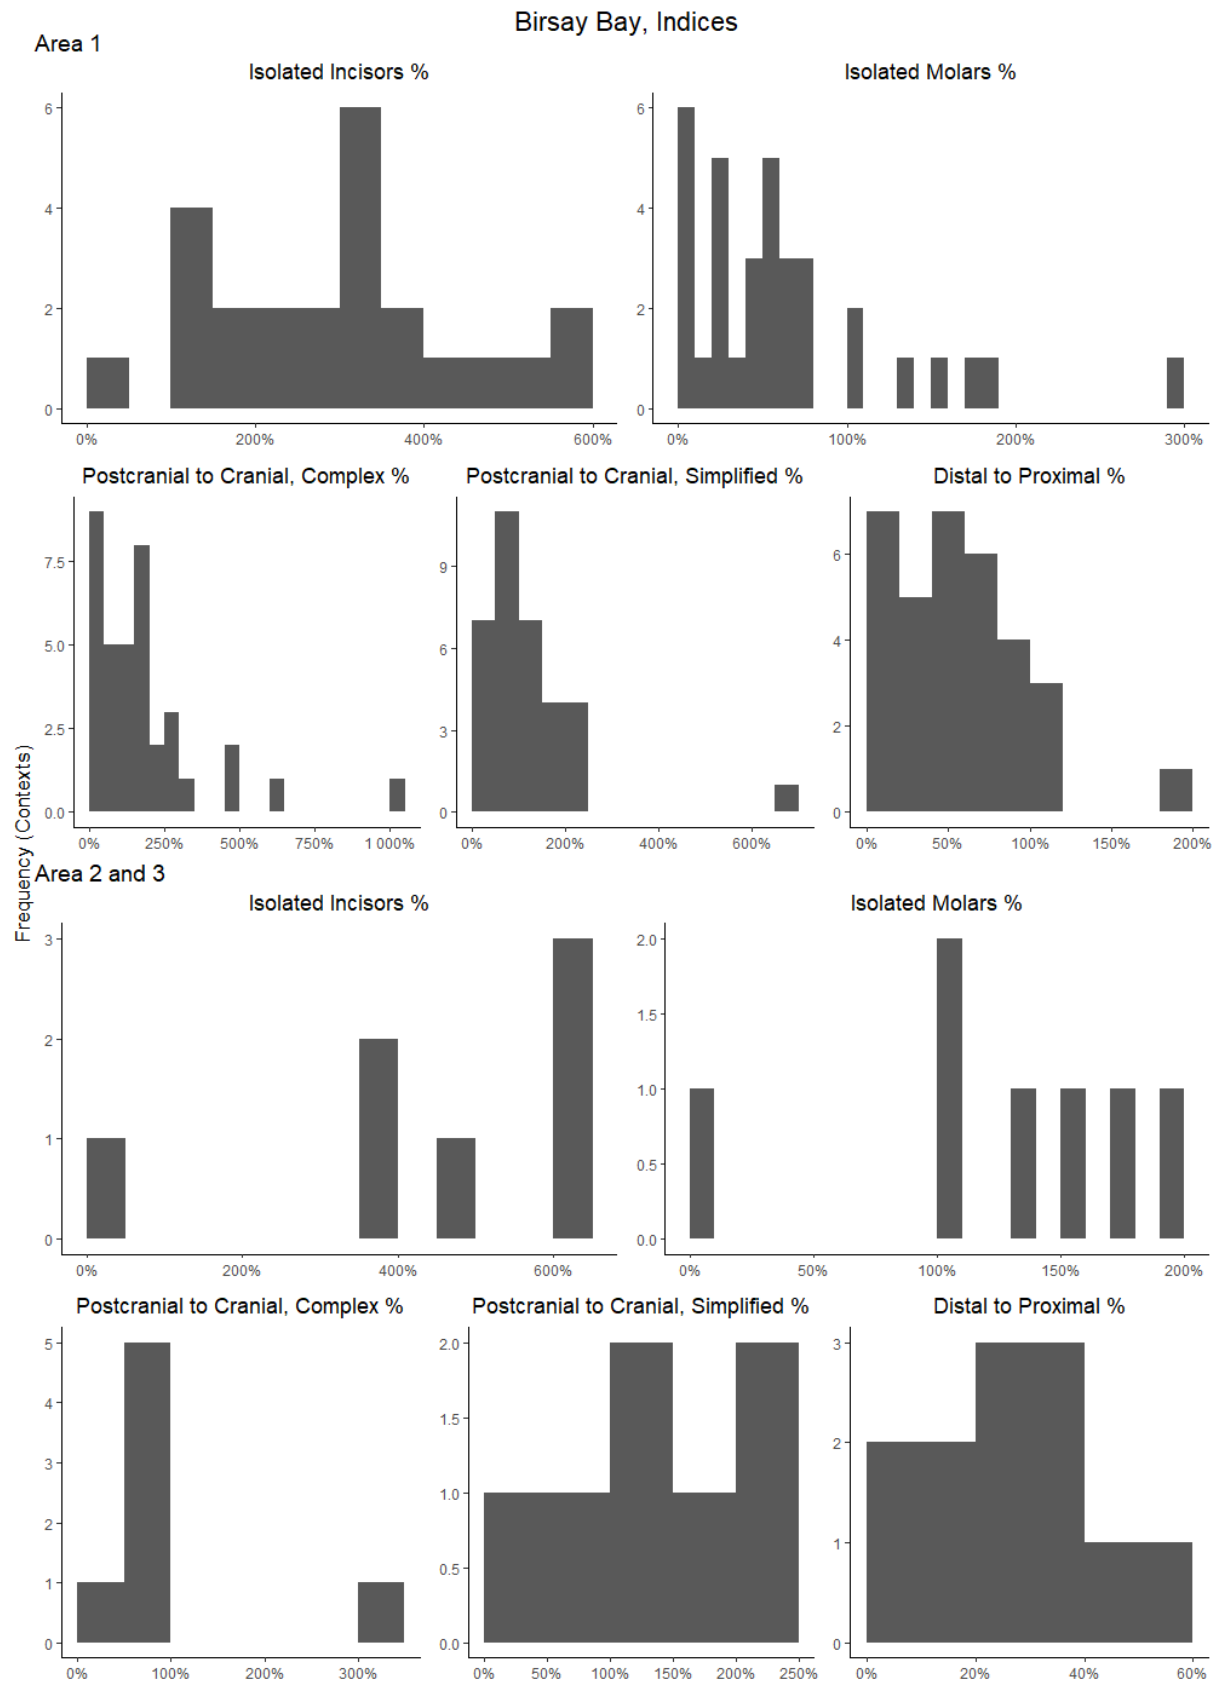 Birsay Bay, Indices
Area 1
Isolated Incisors %
6
4
2
0
0% 200% 400% 600%
Isolated Molars %
6
4
2
0
0% 100% 200% 300%
Postcranial to Cranial, Complex %
7.5
5.0
2.5
0.0
0% 250% 500% 750% 1 000%
Postcranial to Cranial, Simplified %
9
6
3
0
0% 200% 400% 600%
Distal to Proximal %
6
4
2
0
0% 50% 100% 150% 200%
Frequency (Contexts)
Area 2 and 3
Isolated Incisors %
3
2
1
0
0% 200% 400% 600%
Isolated Molars %
2.0
1.5
1.0
0.5
0.0
0% 50% 100% 150% 200%
Postcranial to Cranial, Complex %
5
4
3
2
1
0
0% 100% 200% 300%
Postcranial to Cranial, Simplified %
2.0
1.5
1.0
0.5
0.0
0% 50% 100% 150% 200% 250%
Distal to Proximal %
3
2
1
0
0% 20% 40% 60%